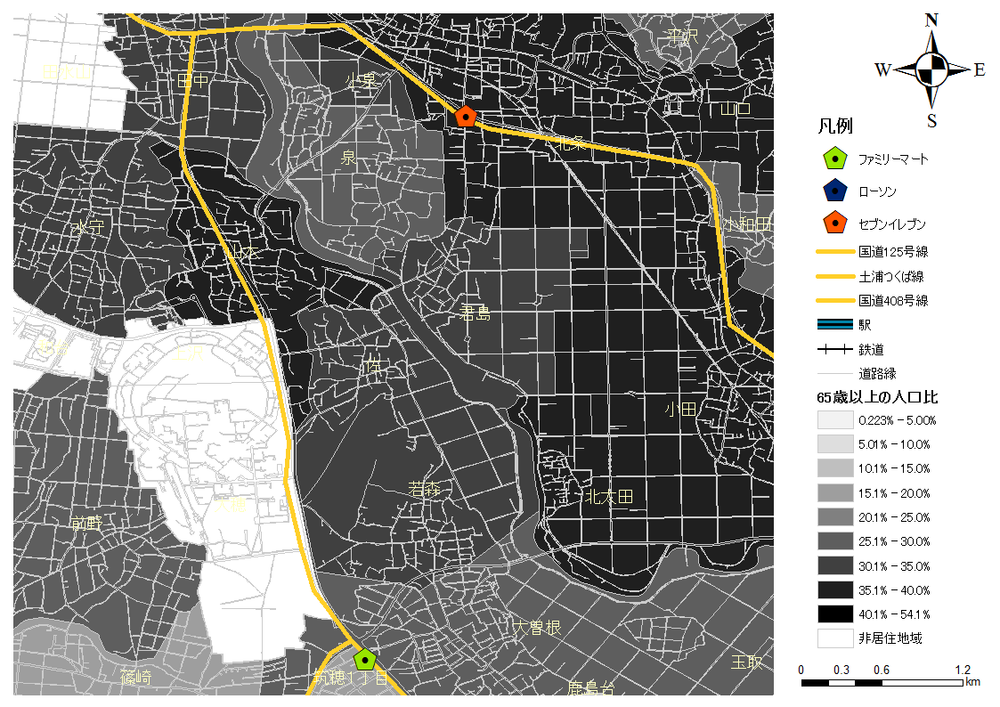 N
W E
S
凡例
ファミリーマート
ローソン
セブンイレブン
国道125号線
土浦つくば線
国道408号線
駅
鉄道
道路縁
65歳以上の人口比
0.223% - 5.00%
5.01% - 10.0%
10.1% - 15.0%
15.1% - 20.0%
20.1% - 25.0%
25.1% - 30.0%
30.1% - 35.0%
35.1% - 40.0%
40.1% - 54.1%
非居住地域
0 0.3 0.6 1.2
km
平沢
田中
小泉
山口
北条
泉
水守
小和田
山木
君島
上沢
作
小田
若森
北太田
大穂
前野
大曽根
玉取
篠崎
筑穂1丁目
鹿島台